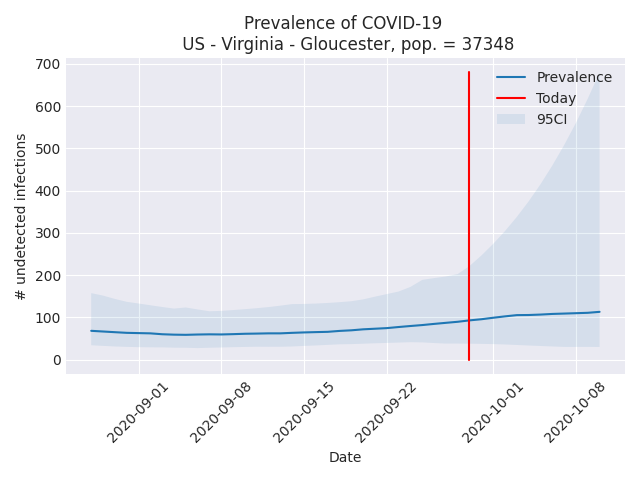 Prevalence of COVID-19
US - Virginia - Gloucester, pop. = 37348
700
600
500
400
300
200
100
0
# undetected infections
Prevalence
Today
95CI
2020-09-01
2020-09-08
2020-09-15
2020-09-22
2020-10-01
2020-10-08
Date